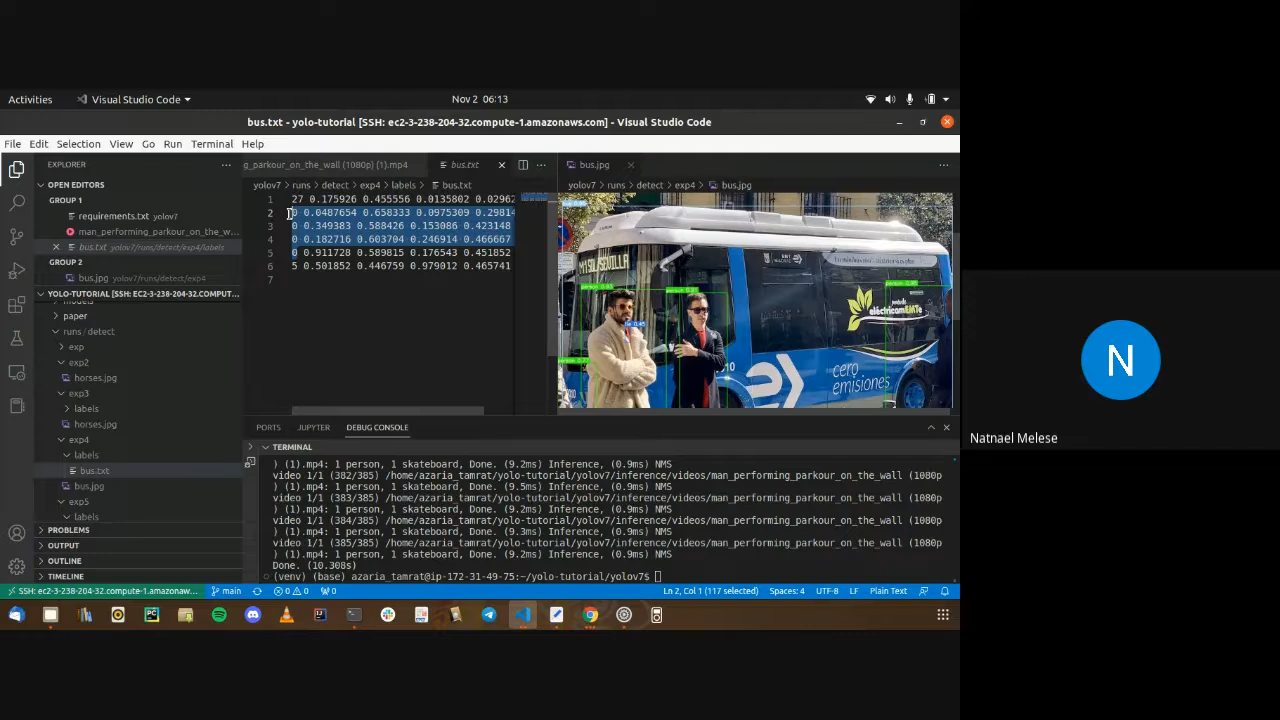 Activities
Visual Studio Code
Nov 2 06:13
bus.txt - yolo-tutorial [SSH: ec2-3-238-204-32.compute-1.amazonaws.com] - Visual Studio Code
File Edit Selection View Go Run Terminal Help
EXPLORER
OPEN EDITORS
GROUP 1
requirements.txt yolov7
man_performing_parkour_on_the_w...
bus.txt yolov7/runs/detect/exp4/labels
GROUP 2
bus.jpg yolov7/runs/detect/exp4
YOLO-TUTORIAL [SSH: EC2-3-238-204-32.COMPUT...
models
paper
runs / detect
exp
exp2
horses.jpg
exp3
labels
horses.jpg
exp4
labels
bus.txt
bus.jpg
exp5
labels
PROBLEMS
OUTPUT
OUTLINE
TIMELINE
g_parkour_on_the_wall (1080p) (1).mp4
bus.txt
yolov7 > runs > detect > exp4 > labels > bus.txt
1 27 0.175926 0.455556 0.0135802 0.02962
2 0 0.0487654 0.658333 0.0975309 0.29814
3 0 0.349383 0.588426 0.153086 0.423148
4 0 0.182716 0.603704 0.246914 0.466667
5 0 0.911728 0.589815 0.176543 0.451852
6 5 0.501852 0.446759 0.979012 0.465741
7
bus.jpg
yolov7 > runs > detect > exp4 > bus.jpg
eléctricamEMTe
cero
emisiones
PORTS
JUPYTER
DEBUG CONSOLE
TERMINAL
) (1).mp4: 1 person, 1 skateboard, Done. (9.2ms) Inference, (0.9ms) NMS
video 1/1 (382/385) /home/azaria_tamrat/yolo-tutorial/yolov7/inference/videos/man_performing_parkour_on_the_wall (1080p
) (1).mp4: 1 person, 1 skateboard, Done. (9.5ms) Inference, (0.9ms) NMS
video 1/1 (383/385) /home/azaria_tamrat/yolo-tutorial/yolov7/inference/videos/man_performing_parkour_on_the_wall (1080p
) (1).mp4: 1 person, 1 skateboard, Done. (9.2ms) Inference, (0.9ms) NMS
video 1/1 (384/385) /home/azaria_tamrat/yolo-tutorial/yolov7/inference/videos/man_performing_parkour_on_the_wall (1080p
) (1).mp4: 1 person, 1 skateboard, Done. (9.3ms) Inference, (0.9ms) NMS
video 1/1 (385/385) /home/azaria_tamrat/yolo-tutorial/yolov7/inference/videos/man_performing_parkour_on_the_wall (1080p
) (1).mp4: 1 person, 1 skateboard, Done. (9.2ms) Inference, (0.9ms) NMS
Done. (10.308s)
(venv) (base) azaria_tamrat@ip-172-31-49-75:~/yolo-tutorial/yolov7$
SSH: ec2-3-238-204-32.compute-1.amazonaw...
main
0 0
0
Ln 2, Col 1 (117 selected)
Spaces: 4
UTF-8
LF
Plain Text
N
Natnael Melese